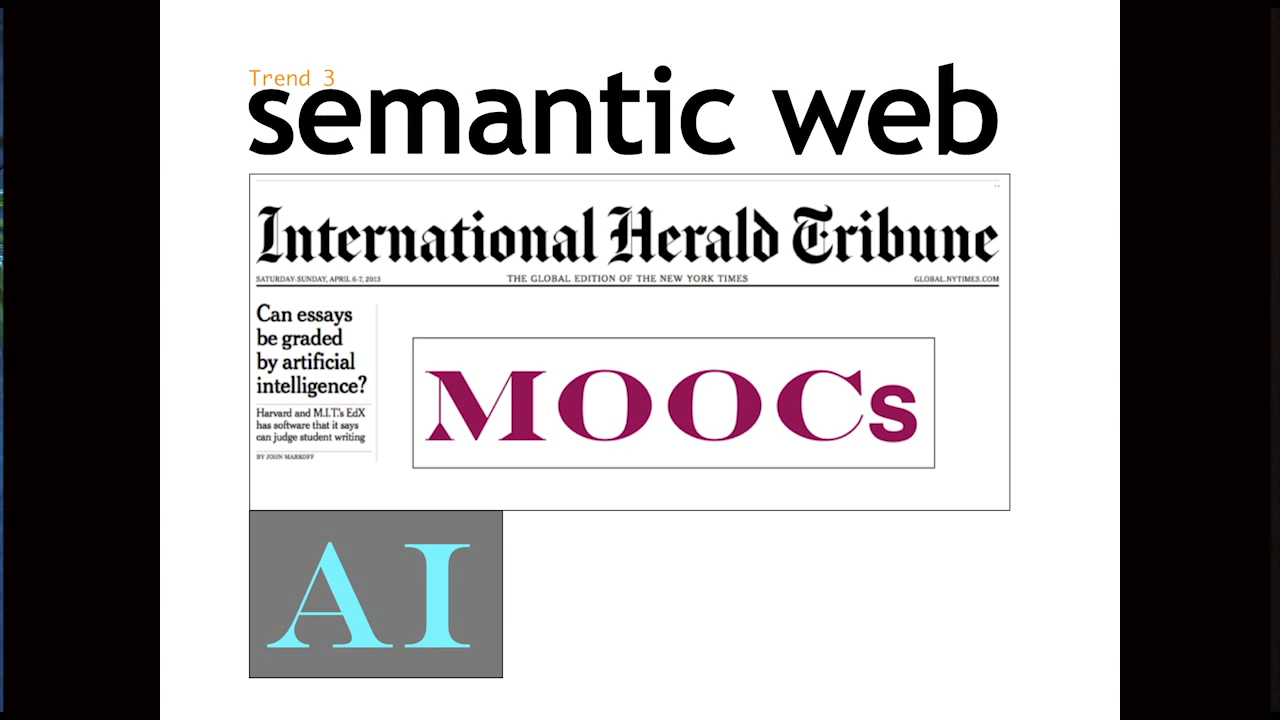 Trend 3
semantic web
International Herald Tribune
SATURDAY-SUNDAY, APRIL 6-7, 2013 THE GLOBAL EDITION OF THE NEW YORK TIMES GLOBAL.NYTIMES.COM
Can essays
be graded
by artificial
intelligence?
Harvard and M.I.T.'s EdX
has software that it says
can judge student writing
BY JOHN MARKOFF
MOOCs
AI